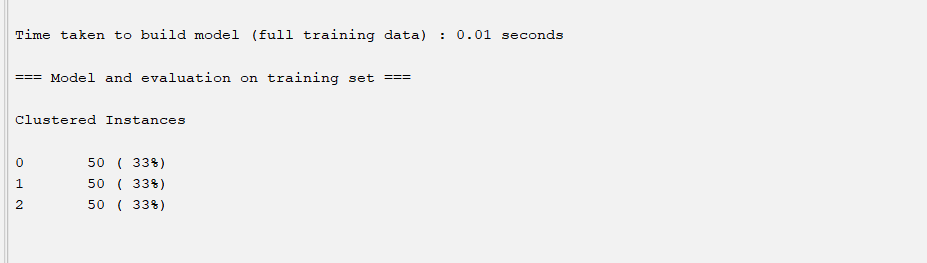 Time taken to build model (full training data) : 0.01 seconds
=== Model and evaluation on training set ===
Clustered Instances
0       50 ( 33%)
1       50 ( 33%)
2       50 ( 33%)